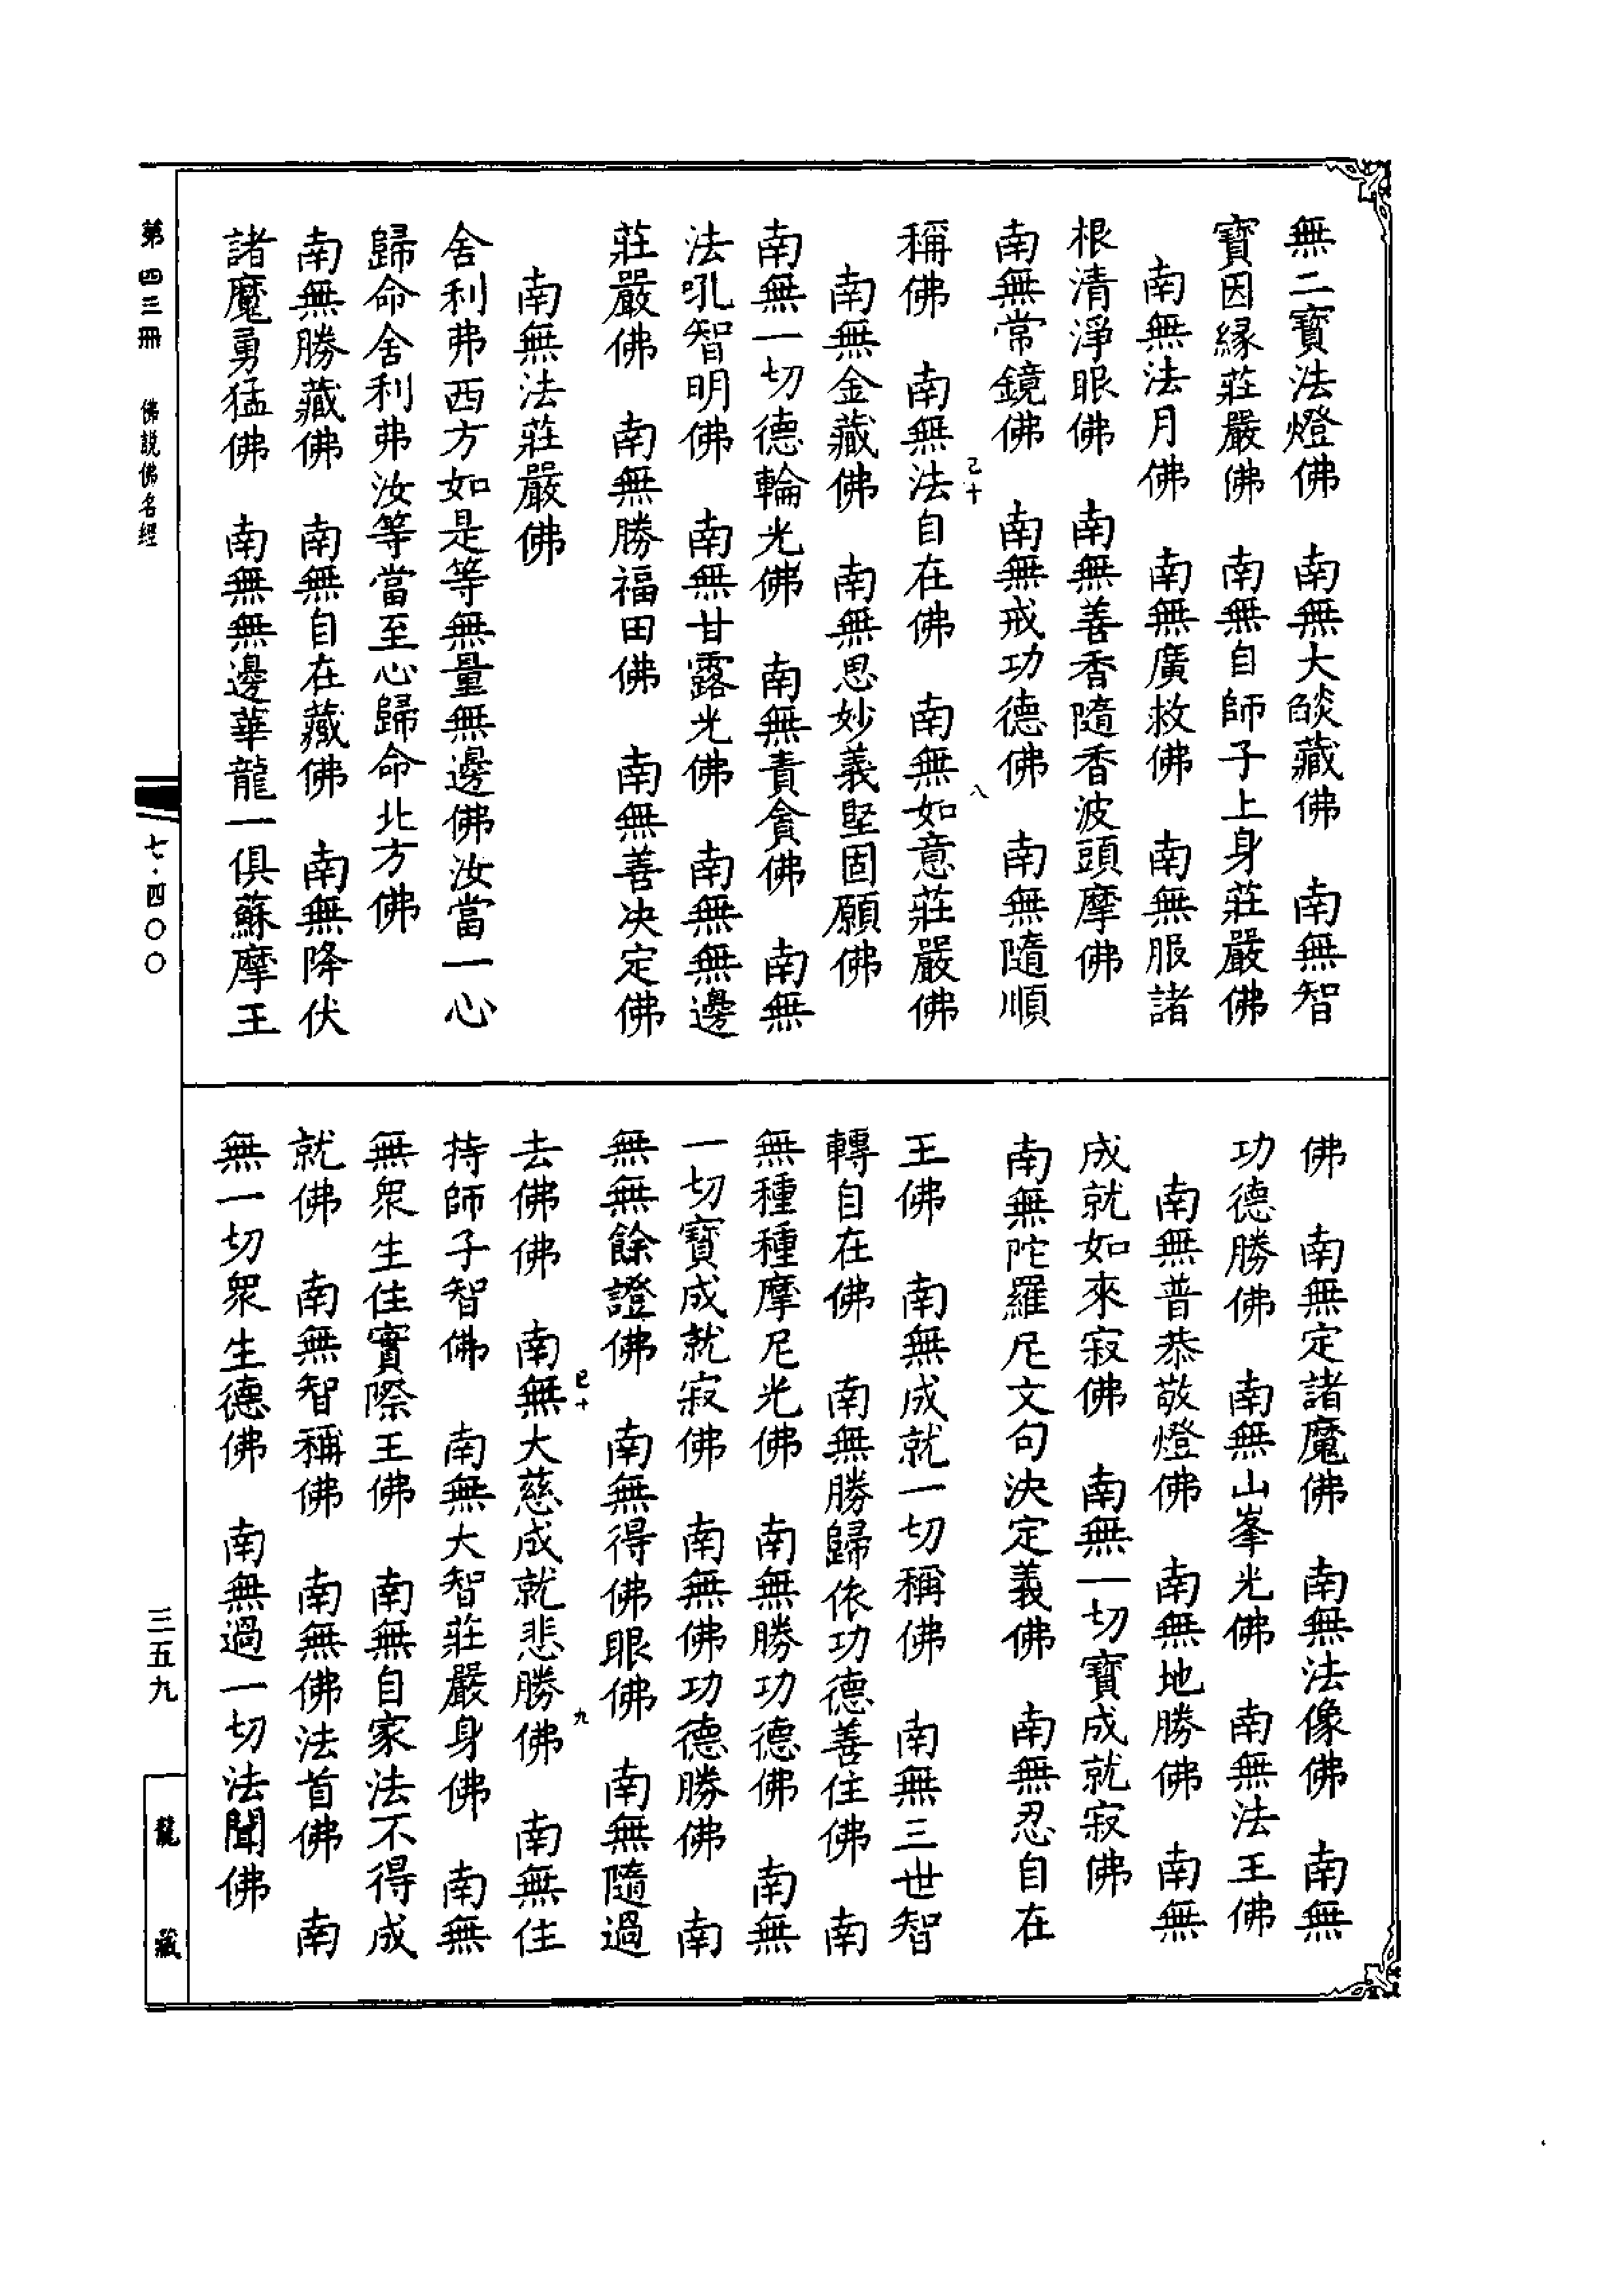 無二寶法燈佛　南無大燄藏佛　南無智
寶因緣莊嚴佛　南無自師子上身莊嚴佛
南無法月佛　南無廣救佛　南無服諸
根清淨眼佛　南無善香隨香波頭摩佛
南無常鏡佛　南無戒功德佛　南無隨順
己十　八
稱佛　南無法自在佛　南無如意莊嚴佛
南無金藏佛　南無思妙義堅固願佛
南無一切德輪光佛　南無責貪佛　南無
法吼智明佛　南無甘露光佛　南無無邊
莊嚴佛　南無勝福田佛　南無善決定佛
南無法莊嚴佛
舍利弗西方如是等無量無邊佛汝當一心
歸命舍利弗汝等當至心歸命北方佛
南無勝藏佛　南無自在藏佛　南無降伏
諸魔勇猛佛　南無無邊華龍一俱蘇摩王
佛　南無定諸魔佛　南無法像佛　南無
功德勝佛　南無山峯光佛　南無法王佛
南無普恭敬燈佛　南無地勝佛　南無
成就如來寂佛　南無一切寶成就寂佛
南無陀羅尼文句決定義佛　南無忍自在
王佛　南無成就一切稱佛　南無三世智
轉自在佛　南無勝歸依功德善住佛　南
無種種摩尼光佛　南無勝功德佛　南無
一切寶成就寂佛　南無佛功德勝佛　南
無無餘證佛　南無得佛眼佛　南無隨過
己十　九
去佛佛　南無大慈成就悲勝佛　南無住
持師子智佛　南無大智莊嚴身佛　南無
無眾生住實際王佛　南無自家法不得成
就佛　南無智稱佛　南無佛法首佛　南
無一切眾生德佛　南無過一切法聞佛
第四三冊　佛説佛名經
七·四〇〇
三五九
龍藏